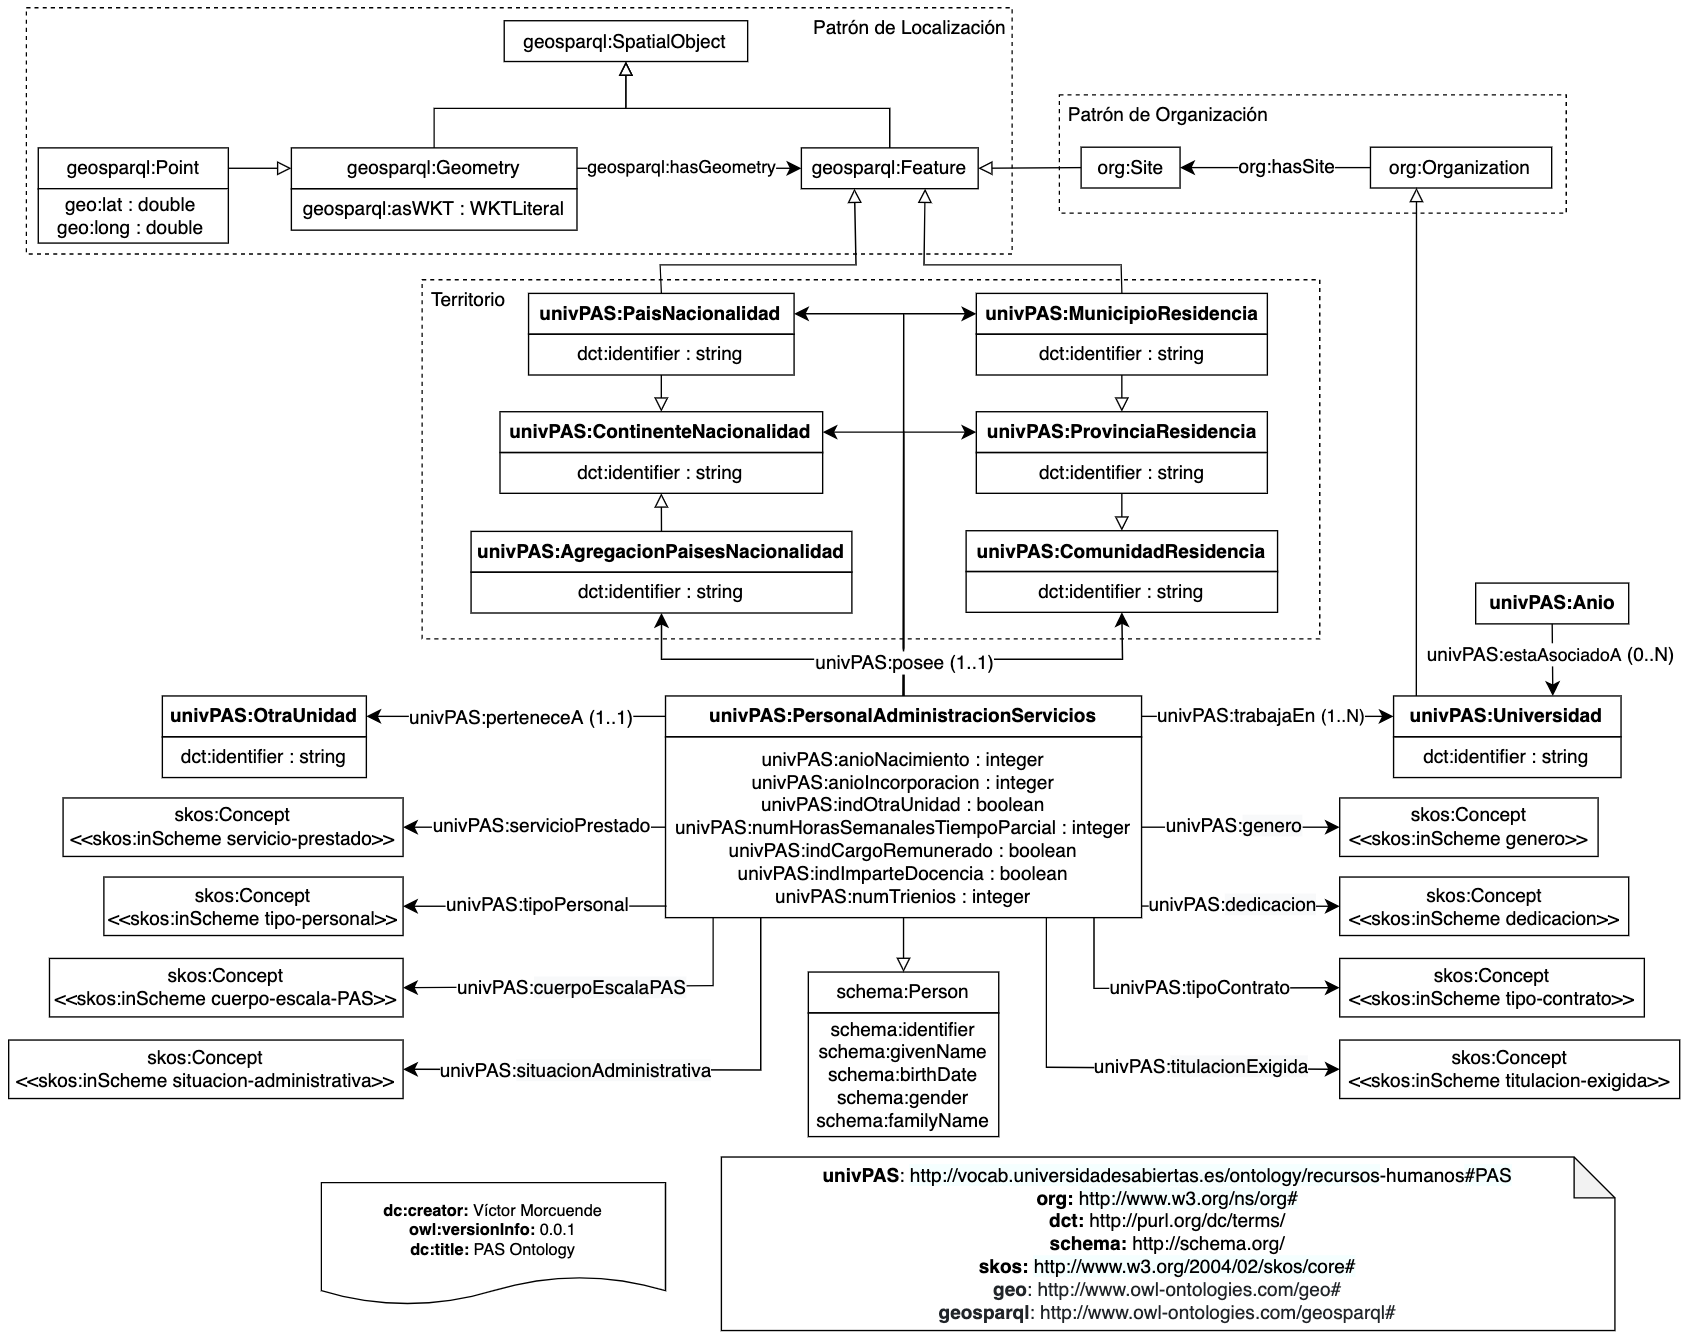 Patrón de Localización
geosparql:SpatialObject
Patrón de Organización
geosparql:Point
geo:lat : double
geo:long : double
geosparql:Geometry
geosparql:asWKT : WKTLiteral
geosparql:hasGeometry
geosparql:Feature
org:Site
org:hasSite
org:Organization
Territorio
univPAS:PaisNacionalidad
dct:identifier : string
univPAS:MunicipioResidencia
dct:identifier : string
univPAS:ContinenteNacionalidad
dct:identifier : string
univPAS:ProvinciaResidencia
dct:identifier : string
univPAS:AgregacionPaisesNacionalidad
dct:identifier : string
univPAS:ComunidadResidencia
dct:identifier : string
univPAS:Anio
univPAS:estaAsociadoA (0..N)
univPAS:posee (1..1)
univPAS:OtraUnidad
dct:identifier : string
univPAS:perteneceA (1..1)
univPAS:PersonalAdministracionServicios
univPAS:anioNacimiento : integer
univPAS:anioIncorporacion : integer
univPAS:indOtraUnidad : boolean
univPAS:numHorasSemanalesTiempoParcial : integer
univPAS:indCargoRemunerado : boolean
univPAS:indImparteDocencia : boolean
univPAS:numTrienios : integer
univPAS:trabajaEn (1..N)
univPAS:Universidad
dct:identifier : string
skos:Concept
<<skos:inScheme servicio-prestado>>
univPAS:servicioPrestado
univPAS:genero
skos:Concept
<<skos:inScheme genero>>
skos:Concept
<<skos:inScheme tipo-personal>>
univPAS:tipoPersonal
univPAS:dedicacion
skos:Concept
<<skos:inScheme dedicacion>>
skos:Concept
<<skos:inScheme cuerpo-escala-PAS>>
univPAS:cuerpoEscalaPAS
univPAS:tipoContrato
skos:Concept
<<skos:inScheme tipo-contrato>>
skos:Concept
<<skos:inScheme situacion-administrativa>>
univPAS:situacionAdministrativa
schema:Person
schema:identifier
schema:givenName
schema:birthDate
schema:gender
schema:familyName
univPAS:titulacionExigida
skos:Concept
<<skos:inScheme titulacion-exigida>>
dc:creator: Víctor Morcuende
owl:versionInfo: 0.0.1
dc:title: PAS Ontology
univPAS: http://vocab.universidadesabiertas.es/ontology/recursos-humanos#PAS
org: http://www.w3.org/ns/org#
dct: http://purl.org/dc/terms/
schema: http://schema.org/
skos: http://www.w3.org/2004/02/skos/core#
geo: http://www.owl-ontologies.com/geo#
geosparql: http://www.owl-ontologies.com/geosparql#